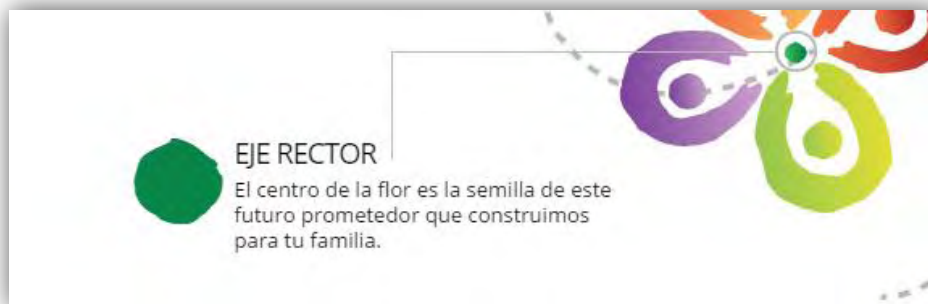 EJE RECTOR
El centro de la flor es la semilla de este
futuro prometedor que construimos
para tu familia.